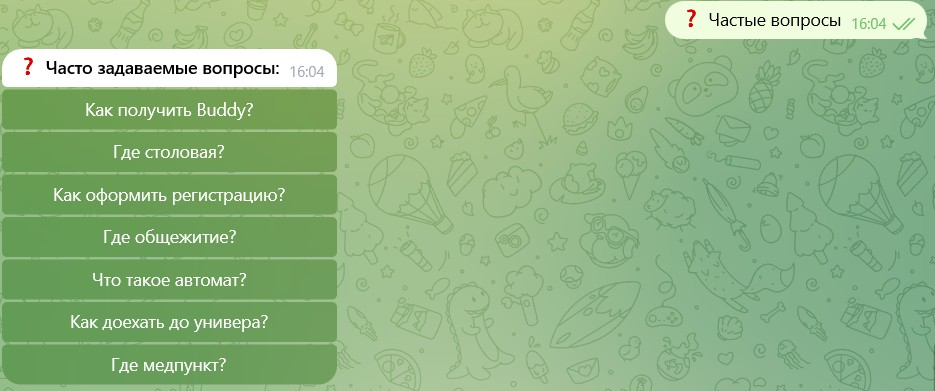 ❓ Частые вопросы 16:04
❓ Часто задаваемые вопросы: 16:04
Как получить Buddy?
Где столовая?
Как оформить регистрацию?
Где общежитие?
Что такое автомат?
Как доехать до универа?
Где медпункт?